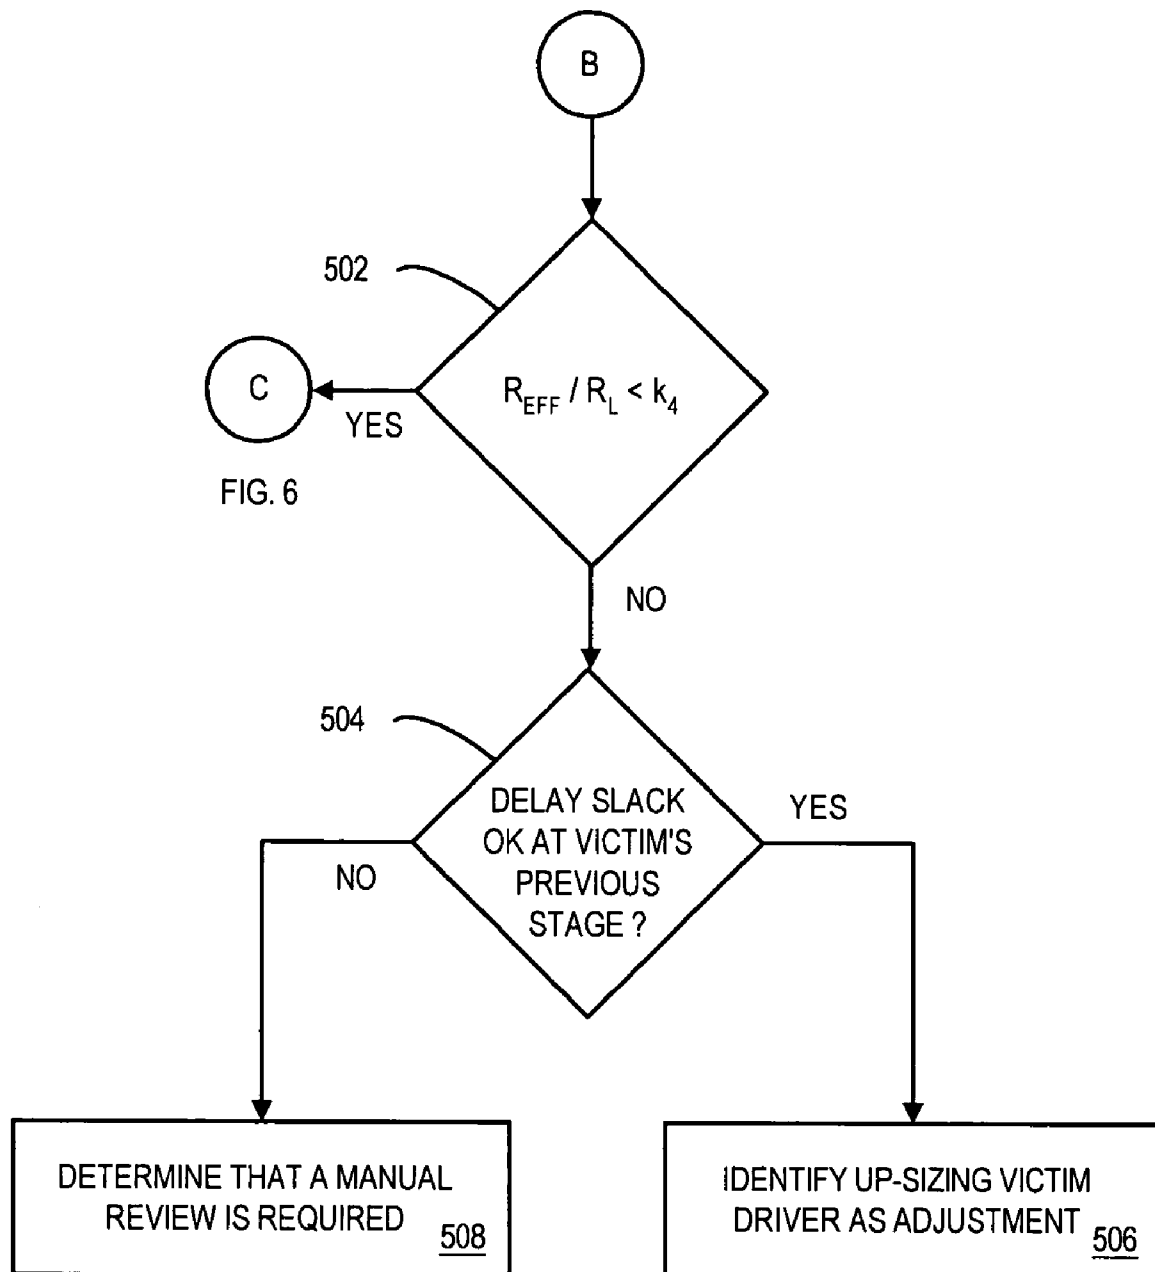 B
502
R_EFF / R_L < k_4
C
YES
FIG. 6
NO
504
DELAY SLACK
OK AT VICTIM'S
PREVIOUS
STAGE ?
YES
NO
DETERMINE THAT A MANUAL
REVIEW IS REQUIRED
508
IDENTIFY UP-SIZING VICTIM
DRIVER AS ADJUSTMENT
506